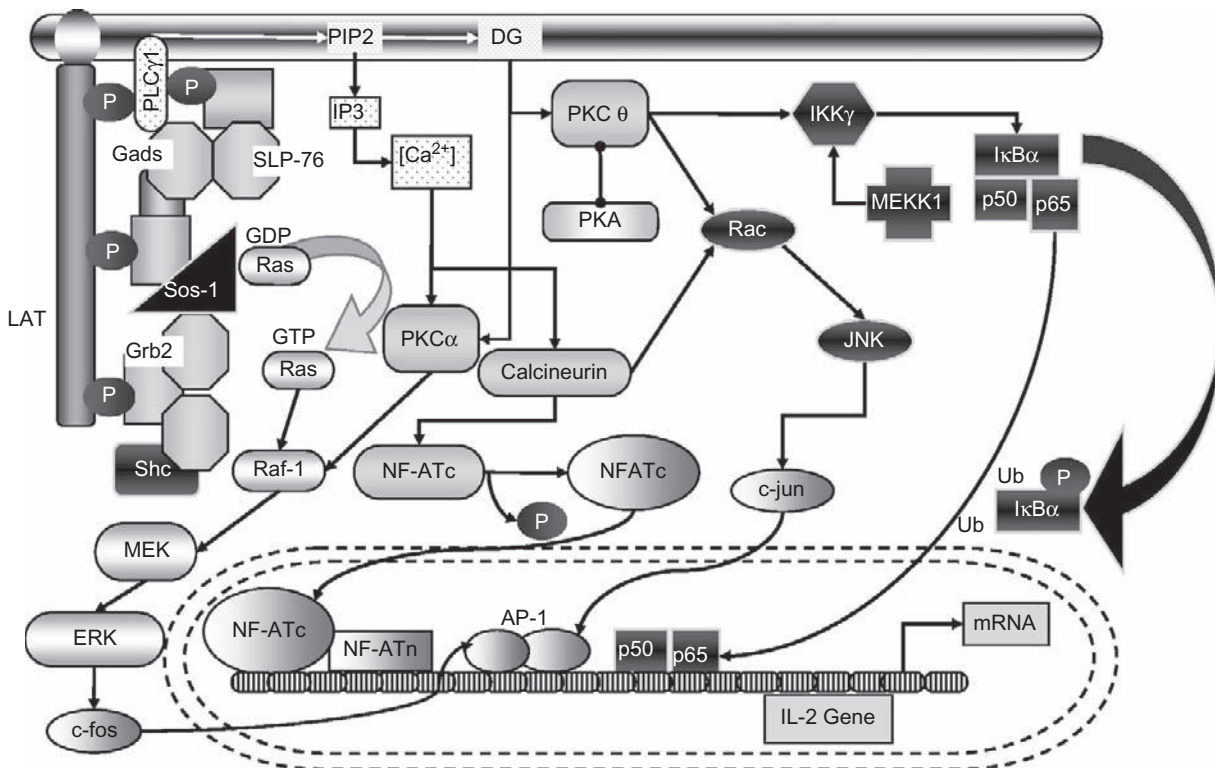 PIP2
DG
PLCγ1
P
P
IP3
PKC θ
IKKγ
Gads
SLP-76
[Ca²⁺]
IκBα
MEKK1
p50
p65
PKA
Rac
P
GDP
Ras
Sos-1
LAT
PKCα
JNK
GTP
Ras
Grb2
Calcineurin
P
Shc
Raf-1
NF-ATc
NFATc
c-jun
Ub
P
IκBα
P
Ub
MEK
ERK
NF-ATc
NF-ATn
AP-1
p50
p65
mRNA
c-fos
IL-2 Gene